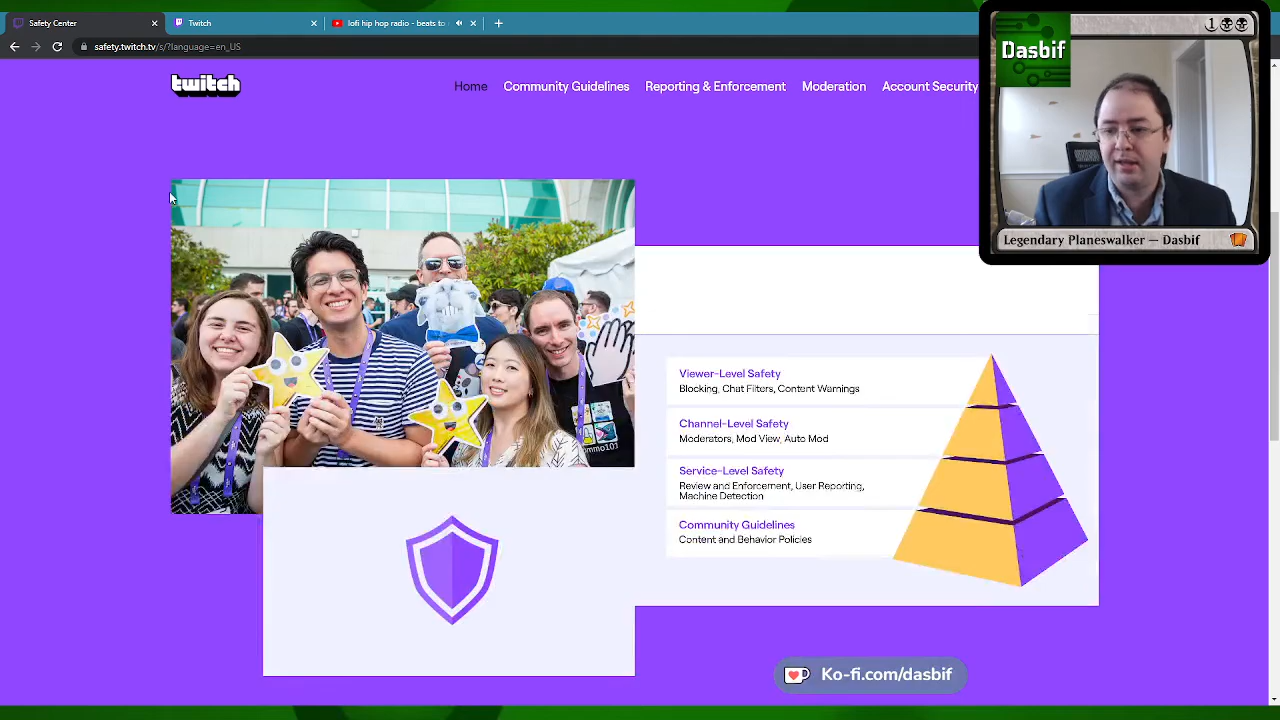 Safety Center
Twitch
lofi hip hop radio - beats to
safety.twitch.tv/s/?language=en_US
twitch
Home
Community Guidelines
Reporting & Enforcement
Moderation
Account Security
Dasbif
1
Legendary Planeswalker — Dasbif
Viewer-Level Safety
Blocking, Chat Filters, Content Warnings
Channel-Level Safety
Moderators, Mod View, Auto Mod
Service-Level Safety
Review and Enforcement, User Reporting,
Machine Detection
Community Guidelines
Content and Behavior Policies
Ko-fi.com/dasbif